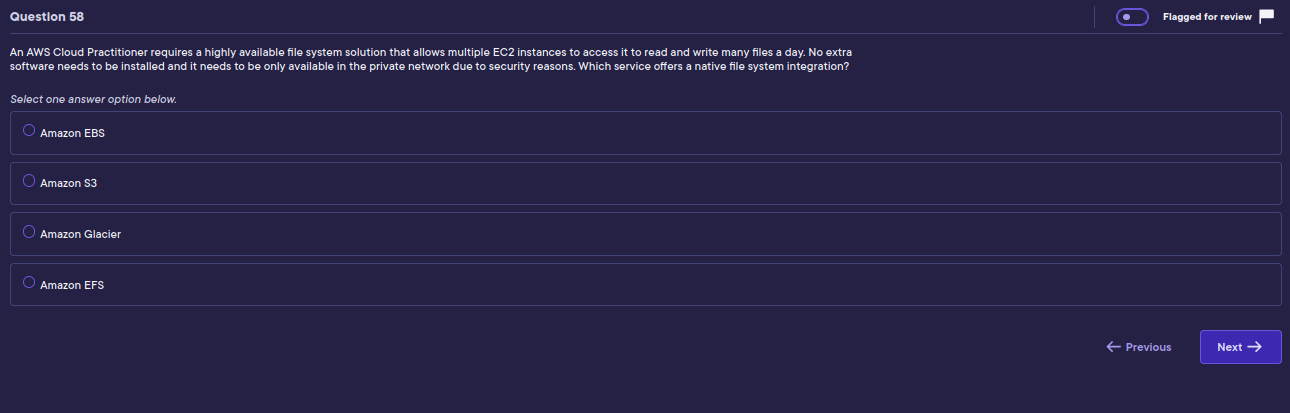 Question 58
Flagged for review
An AWS Cloud Practitioner requires a highly available file system solution that allows multiple EC2 instances to access it to read and write many files a day. No extra
software needs to be installed and it needs to be only available in the private network due to security reasons. Which service offers a native file system integration?
Select one answer option below.
Amazon EBS
Amazon S3
Amazon Glacier
Amazon EFS
Previous
Next